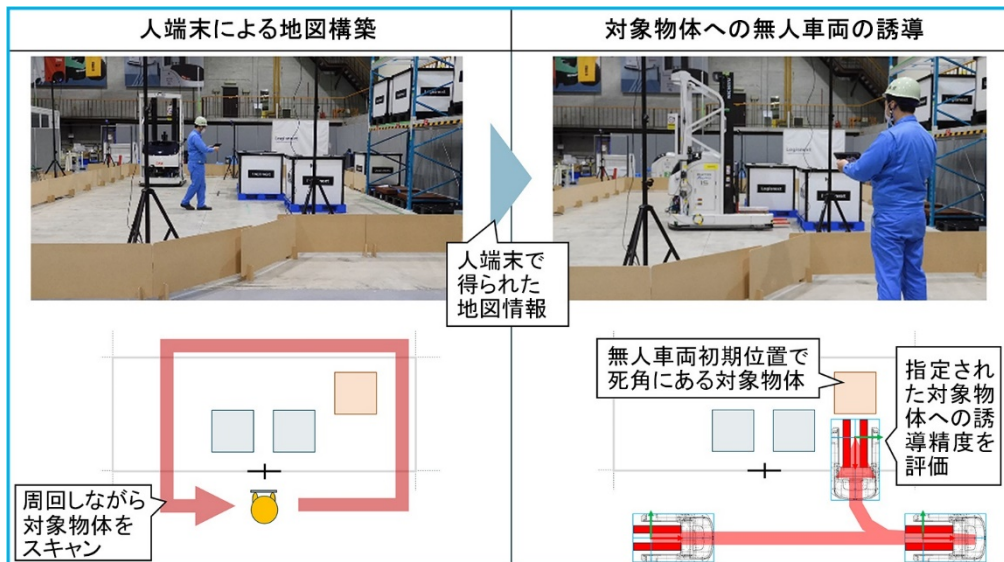 人端末による地図構築
対象物体への無人車両の誘導
人端末で
得られた
地図情報
周回しながら
対象物体を
スキャン
無人車両初期位置で
死角にある対象物体
指定され
た対象物
体への誘
導精度を
評価